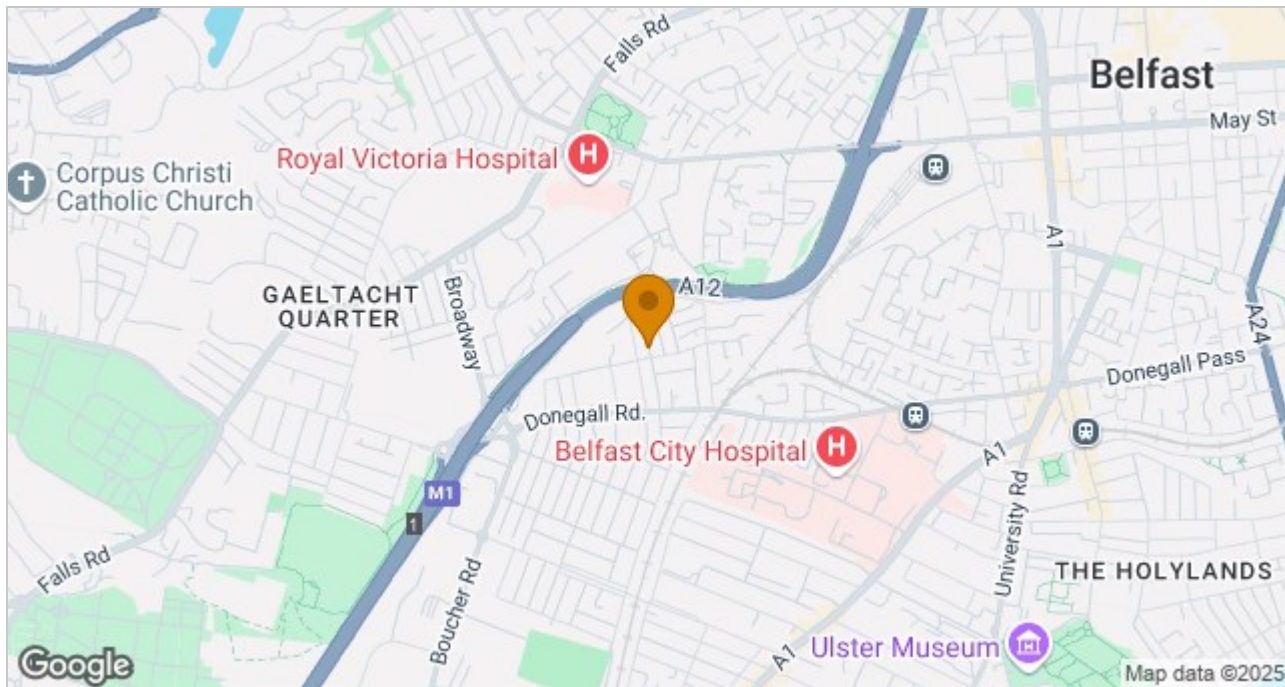 Falls Rd
Belfast
May St
Royal Victoria Hospital
H
Corpus Christi
Catholic Church
A1
A12
GAELTACHT
QUARTER
Broadway
A24
Donegall Pass
Donegall Rd.
Belfast City Hospital
H
A1
M1
1
University Rd
Falls Rd
Boucher Rd
THE HOLYLANDS
A1
Ulster Museum
Google
Map data ©2025